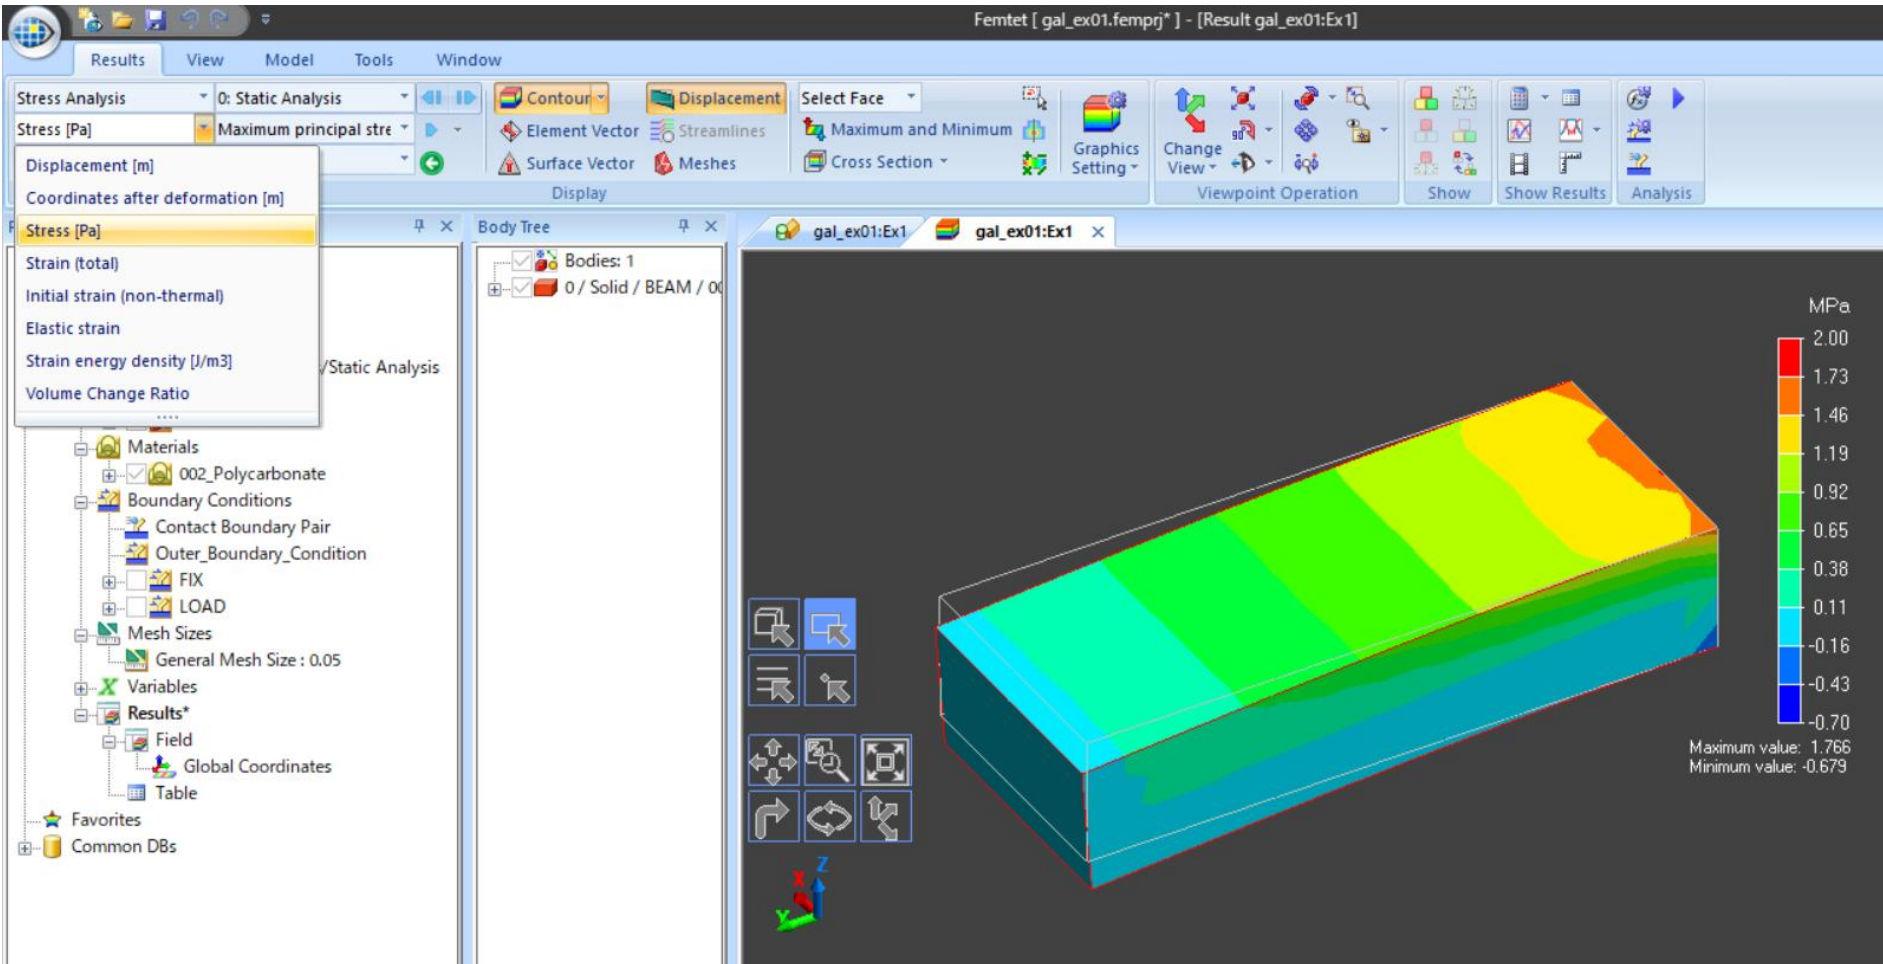 Femtet [ gal_ex01.femprj* ] - [Result gal_ex01:Ex1]
Results View Model Tools Window
Stress Analysis 0: Static Analysis Contour Displacement Select Face
Stress [Pa] Maximum principal stre Element Vector Streamlines Maximum and Minimum
Surface Vector Meshes Cross Section
Graphics
Setting
Change
View
Display Viewpoint Operation Show Show Results Analysis
Displacement [m]
Coordinates after deformation [m]
Stress [Pa]
Strain (total)
Initial strain (non-thermal)
Elastic strain
Strain energy density [J/m3]
Volume Change Ratio
/Static Analysis
Materials
002_Polycarbonate
Boundary Conditions
Contact Boundary Pair
Outer_Boundary_Condition
FIX
LOAD
Mesh Sizes
General Mesh Size : 0.05
Variables
Results*
Field
Global Coordinates
Table
Favorites
Common DBs
Body Tree
Bodies: 1
0 / Solid / BEAM / 00
gal_ex01:Ex1 gal_ex01:Ex1
MPa
2.00
1.73
1.46
1.19
0.92
0.65
0.38
0.11
-0.16
-0.43
-0.70
Maximum value: 1.766
Minimum value: -0.679
Z
X
Y